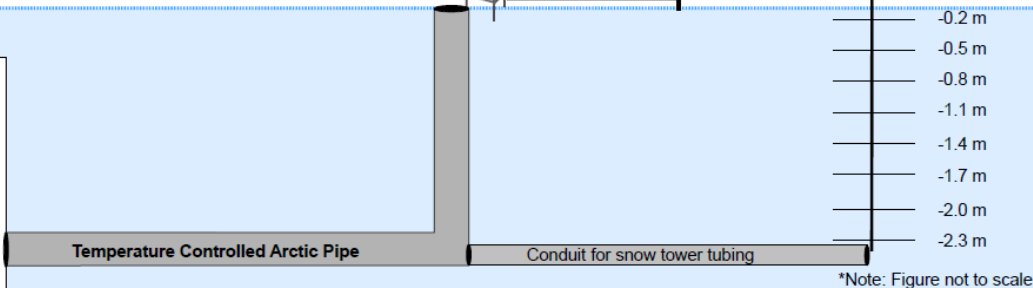 -0.2 m
-0.5 m
-0.8 m
-1.1 m
-1.4 m
-1.7 m
-2.0 m
-2.3 m
Temperature Controlled Arctic Pipe
Conduit for snow tower tubing
*Note: Figure not to scale